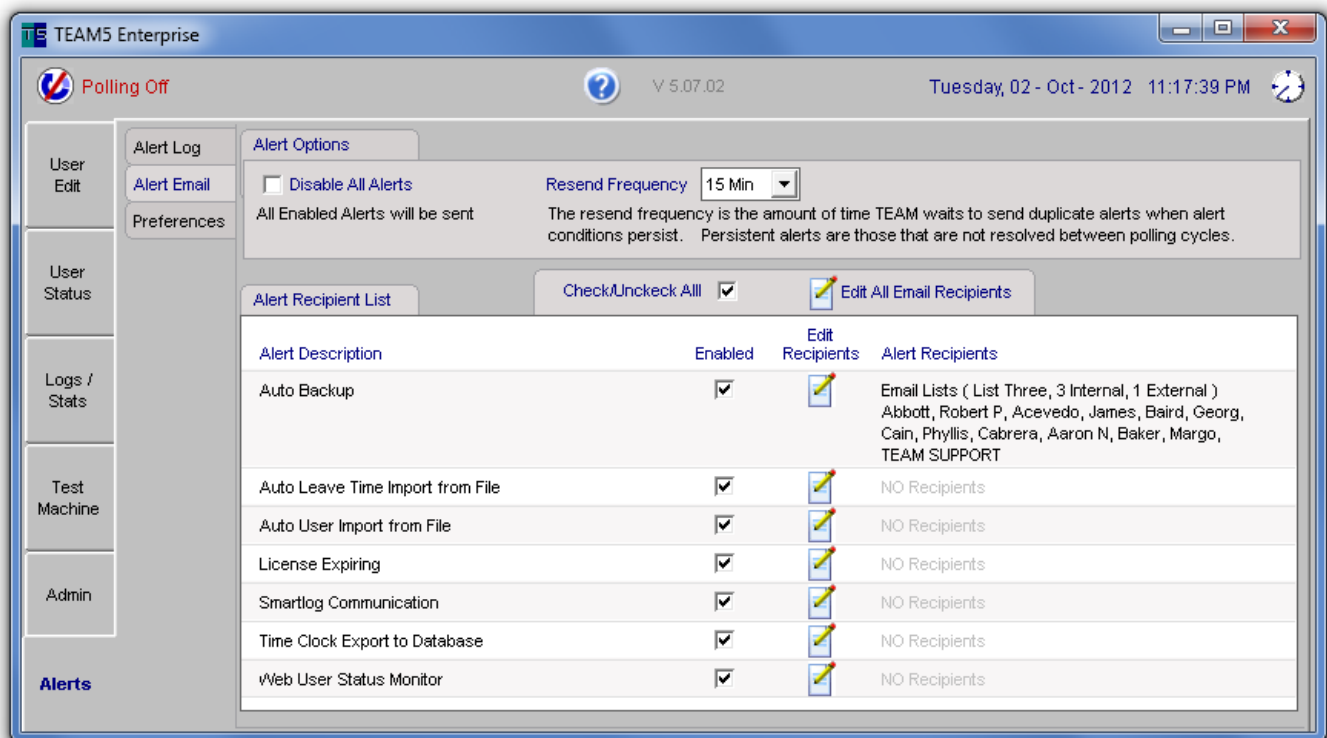 TS TEAM5 Enterprise
Polling Off
V 5.07.02
Tuesday, 02 - Oct - 2012 11:17:39 PM
User
Edit
User
Status
Logs /
Stats
Test
Machine
Admin
Alerts
Alert Log
Alert Email
Preferences
Alert Options
Disable All Alerts
All Enabled Alerts will be sent
Resend Frequency 15 Min
The resend frequency is the amount of time TEAM waits to send duplicate alerts when alert
conditions persist. Persistent alerts are those that are not resolved between polling cycles.
Alert Recipient List
Check/Unckeck Alll
Edit All Email Recipients
Alert Description
Enabled
Edit
Recipients
Alert Recipients
Auto Backup
Email Lists ( List Three, 3 Internal, 1 External )
Abbott, Robert P, Acevedo, James, Baird, Georg,
Cain, Phyllis, Cabrera, Aaron N, Baker, Margo,
TEAM SUPPORT
Auto Leave Time Import from File NO Recipients
Auto User Import from File NO Recipients
License Expiring NO Recipients
Smartlog Communication NO Recipients
Time Clock Export to Database NO Recipients
Web User Status Monitor NO Recipients